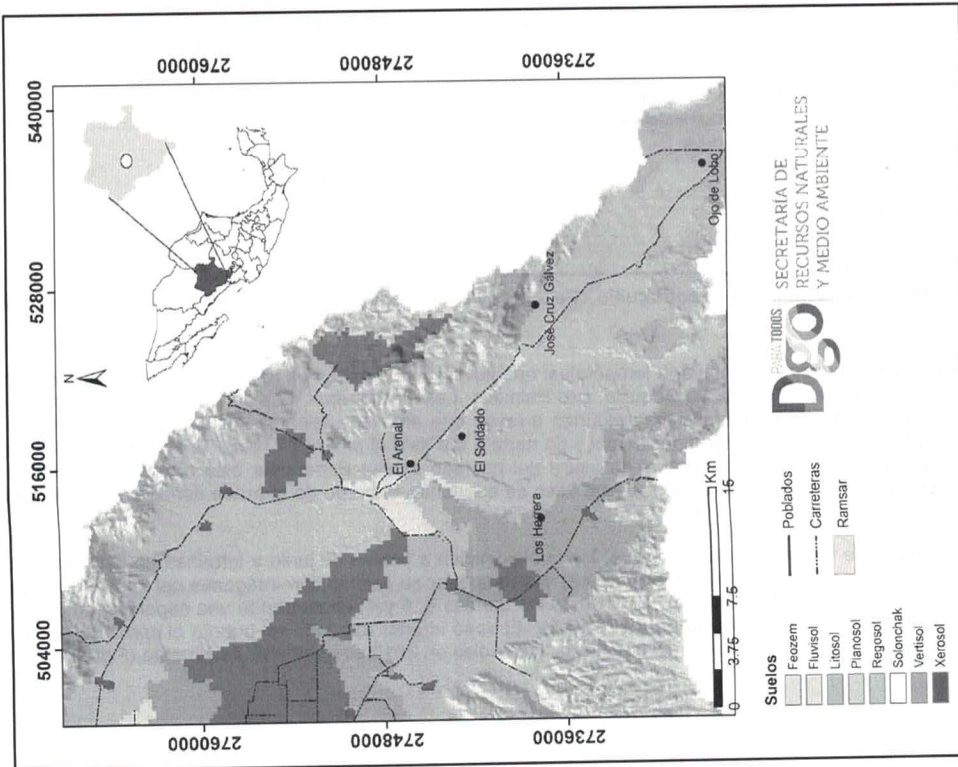 504000
516000
528000
540000
N
2760000
2748000
2736000
2760000
2748000
2736000
El Arenal
El Soldado
José Cruz Gálvez
Los Herrera
Ojo de Lobo
0
3.75
7.5
15
Km
Suelos
Feozem
Fluvisol
Litosol
Planosol
Regosol
Solonchak
Vertisol
Xerosol
Poblados
Carreteras
Ramsar
PARA TODOS
Dgo
SECRETARÍA DE
RECURSOS NATURALES
Y MEDIO AMBIENTE